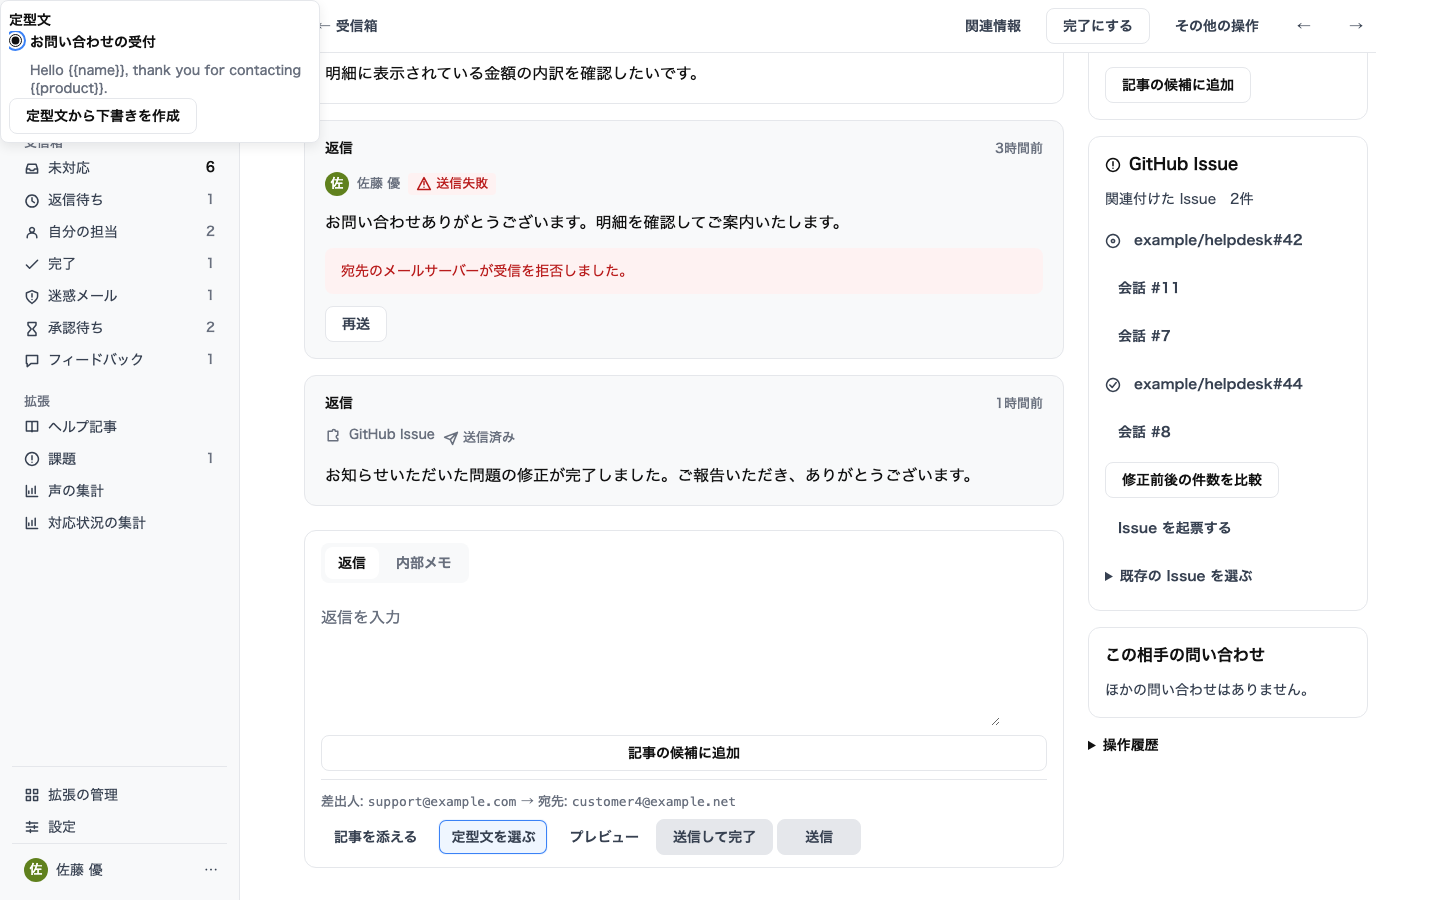 定型文
お問い合わせの受付
Hello {{name}}, thank you for contacting
{{product}}.
定型文から下書きを作成
未対応 6
返信待ち 1
自分の担当 2
完了 1
迷惑メール 1
承認待ち 2
フィードバック 1
拡張
ヘルプ記事
課題 1
声の集計
対応状況の集計
拡張の管理
設定
佐 佐藤 優 …
← 受信箱
関連情報
完了にする
その他の操作
←
→
明細に表示されている金額の内訳を確認したいです。
返信 3時間前
佐 佐藤 優 送信失敗
お問い合わせありがとうございます。明細を確認してご案内いたします。
宛先のメールサーバーが受信を拒否しました。
再送
返信 1時間前
GitHub Issue 送信済み
お知らせいただいた問題の修正が完了しました。ご報告いただき、ありがとうございます。
返信 内部メモ
返信を入力
記事の候補に追加
差出人: support@example.com → 宛先: customer4@example.net
記事を添える 定型文を選ぶ プレビュー 送信して完了 送信
記事の候補に追加
GitHub Issue
関連付けた Issue 2件
example/helpdesk#42
会話 #11
会話 #7
example/helpdesk#44
会話 #8
修正前後の件数を比較
Issue を起票する
▶ 既存の Issue を選ぶ
この相手の問い合わせ
ほかの問い合わせはありません。
▶ 操作履歴